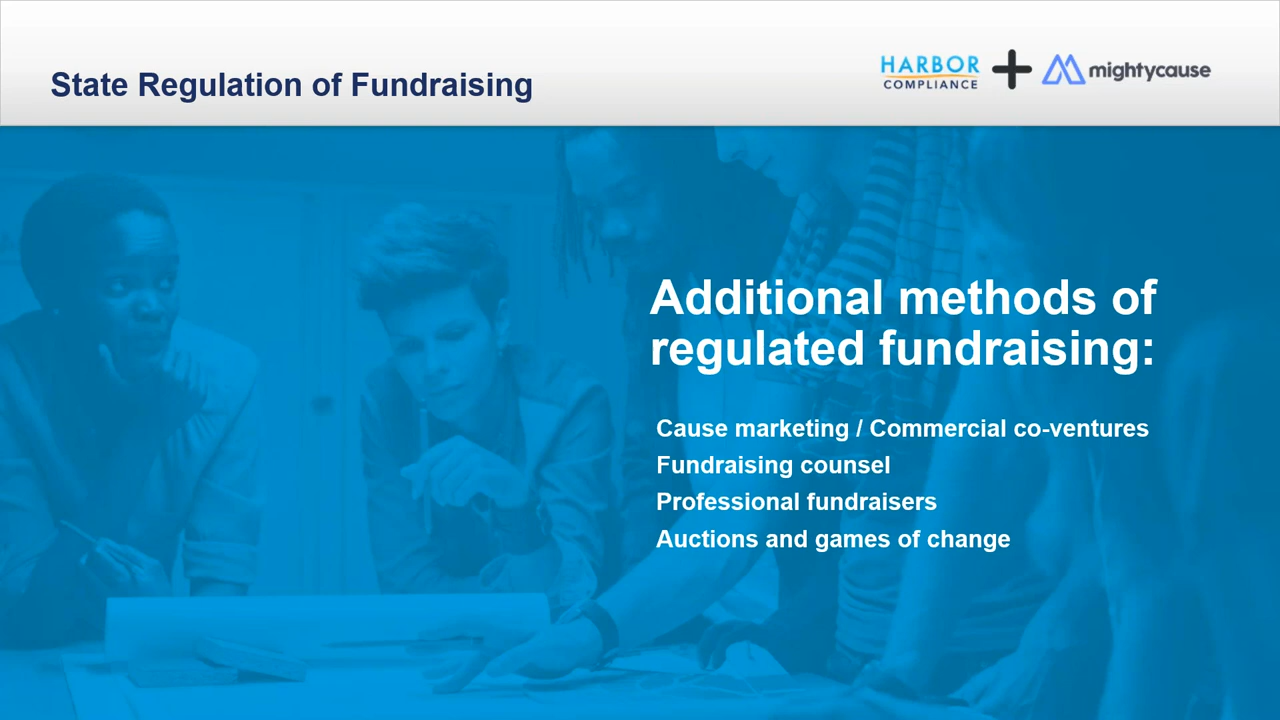 State Regulation of Fundraising
HARBOR
COMPLIANCE
mightycause
Additional methods of
regulated fundraising:
Cause marketing / Commercial co-ventures
Fundraising counsel
Professional fundraisers
Auctions and games of change